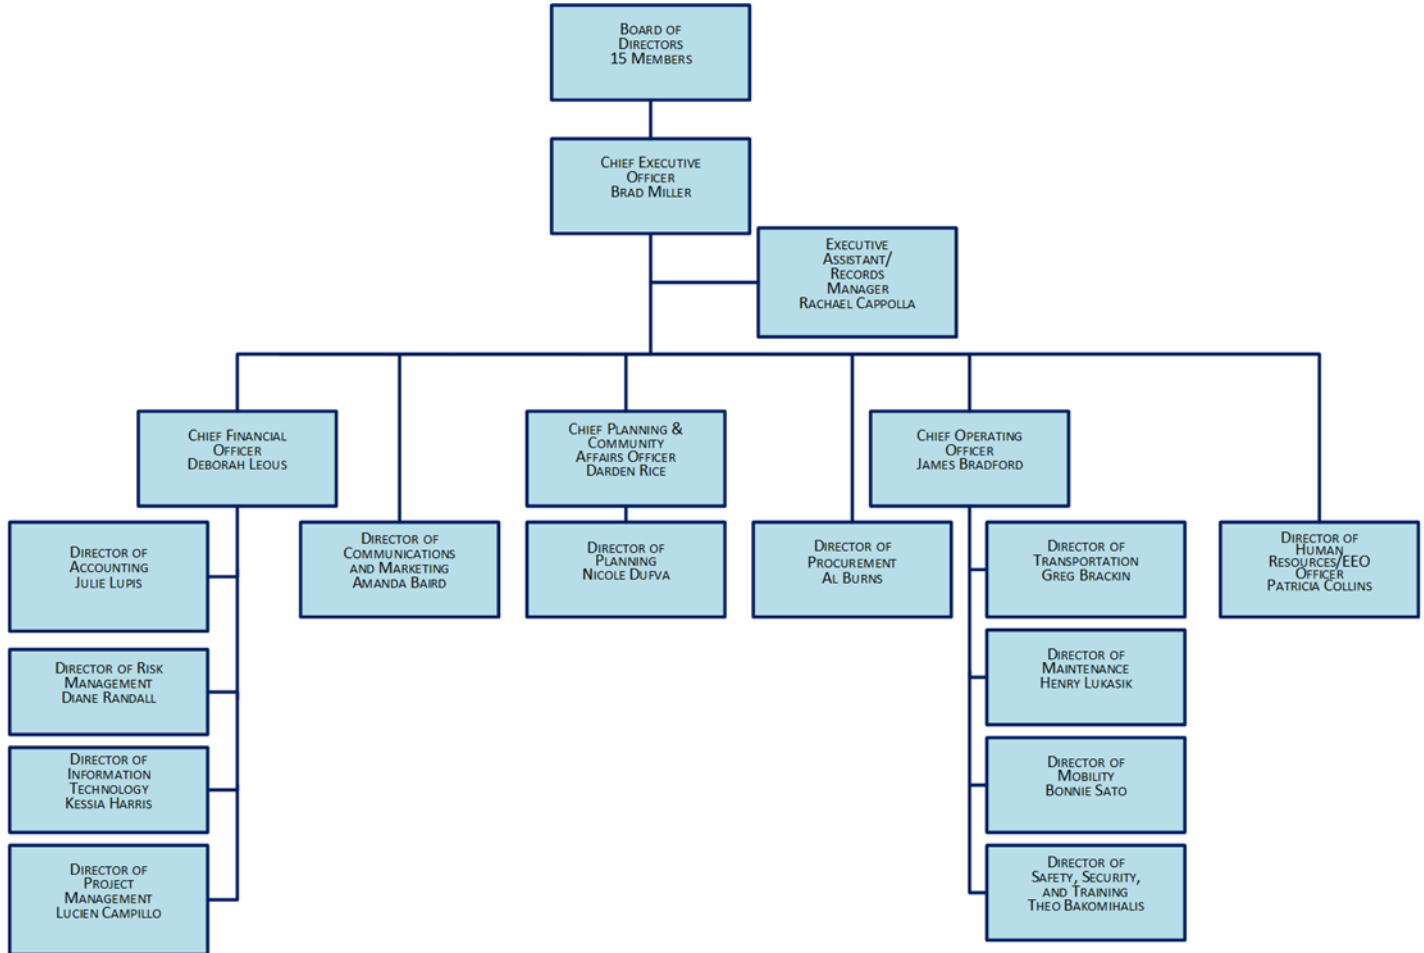 Board of
Directors
15 Members
Chief Executive
Officer
Brad Miller
Executive
Assistant/
Records
Manager
Rachael Cappolla
Chief Financial
Officer
Deborah Leous
Chief Planning &
Community
Affairs Officer
Darden Rice
Chief Operating
Officer
James Bradford
Director of
Accounting
Julie Lupis
Director of
Communications
and Marketing
Amanda Baird
Director of
Planning
Nicole Dufva
Director of
Procurement
Al Burns
Director of
Transportation
Greg Brackin
Director of
Human
Resources/EEO
Officer
Patricia Collins
Director of Risk
Management
Diane Randall
Director of
Maintenance
Henry Lukasik
Director of
Information
Technology
Kessia Harris
Director of
Mobility
Bonnie Sato
Director of
Project
Management
Lucien Campillo
Director of
Safety, Security,
and Training
Theo Bakomihalis